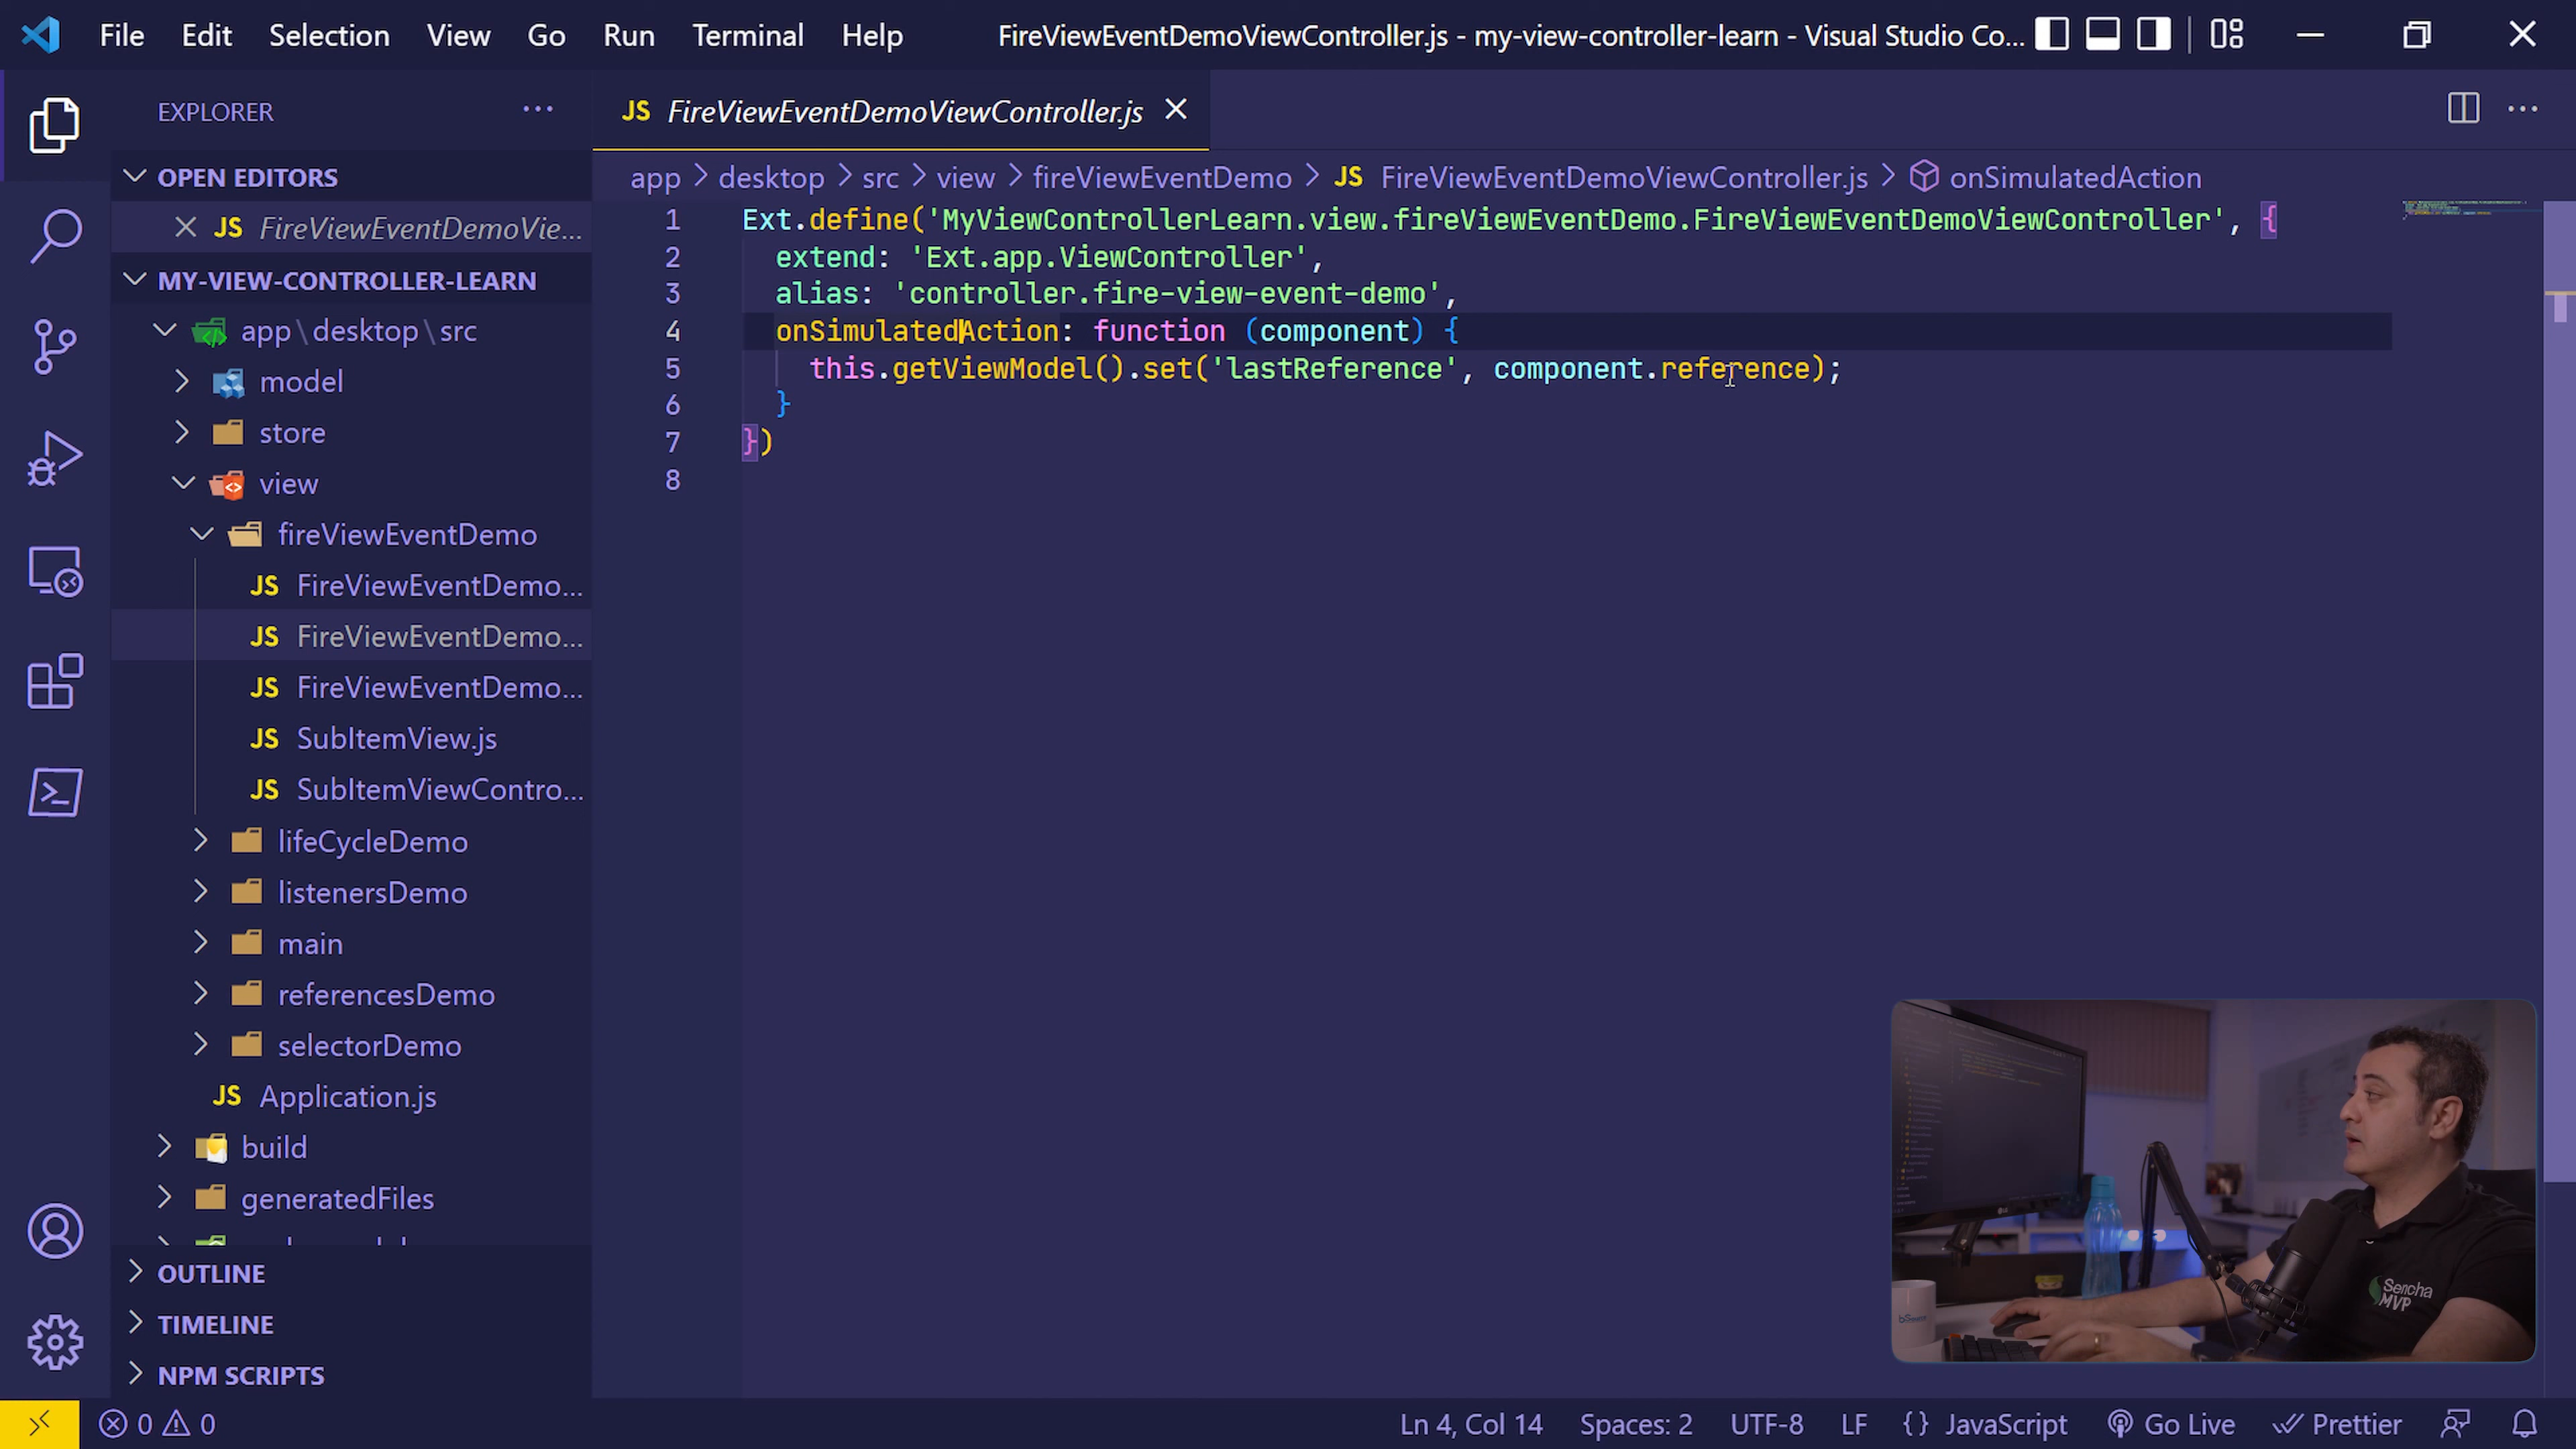 File Edit Selection View Go Run Terminal Help FireViewEventDemoViewController.js - my-view-controller-learn - Visual Studio Co...
EXPLORER
OPEN EDITORS
JS FireViewEventDemoVie...
MY-VIEW-CONTROLLER-LEARN
app\desktop\src
model
store
view
fireViewEventDemo
JS FireViewEventDemo...
JS FireViewEventDemo...
JS FireViewEventDemo...
JS SubItemView.js
JS SubItemViewContro...
lifeCycleDemo
listenersDemo
main
referencesDemo
selectorDemo
JS Application.js
build
generatedFiles
OUTLINE
TIMELINE
NPM SCRIPTS
JS FireViewEventDemoViewController.js
app > desktop > src > view > fireViewEventDemo > JS FireViewEventDemoViewController.js > onSimulatedAction
1 Ext.define('MyViewControllerLearn.view.fireViewEventDemo.FireViewEventDemoViewController', {
2 extend: 'Ext.app.ViewController',
3 alias: 'controller.fire-view-event-demo',
4 onSimulatedAction: function (component) {
5 this.getViewModel().set('lastReference', component.reference);
6 }
7 })
8
Sencha
MVP
0 0 Ln 4, Col 14 Spaces: 2 UTF-8 LF {} JavaScript Go Live Prettier